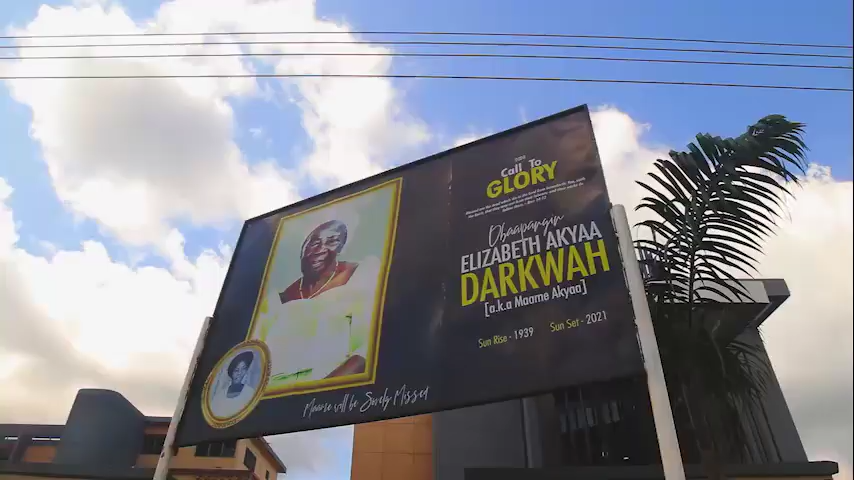 Call To
GLORY
Obaapanyin
ELIZABETH AKYAA
DARKWAH
[a.k.a Maame Akyaa]
Sun Rise - 1939 Sun Set - 2021
Maame will be Sorely Missed